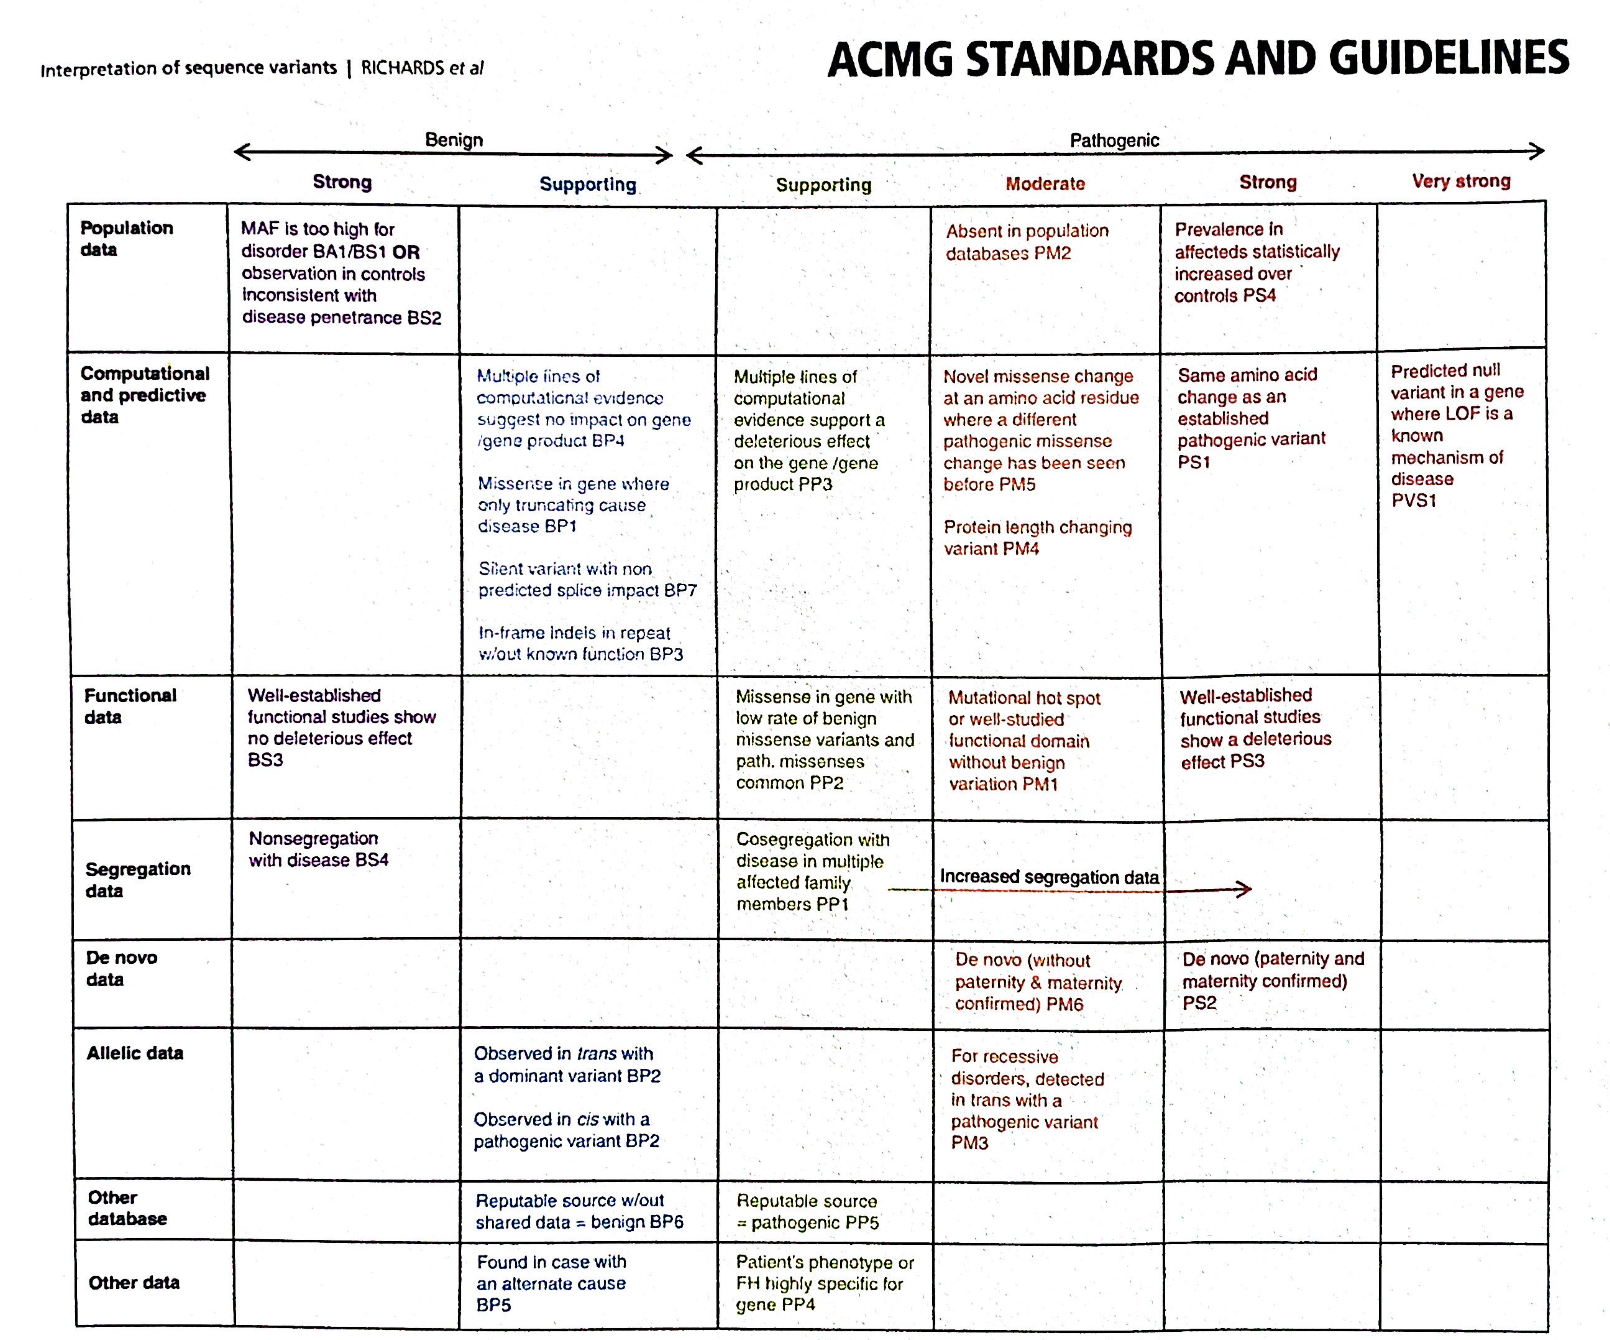 Interpretation of sequence variants | RICHARDS et al
ACMG STANDARDS AND GUIDELINES
Benign
Pathogenic
Strong
Supporting
Supporting
Moderate
Strong
Very strong
Population
data
MAF is too high for
disorder BA1/BS1 OR
observation in controls
inconsistent with
disease penetrance BS2
Absent in population
databases PM2
Prevalence in
affecteds statistically
increased over
controls PS4
Computational
and predictive
data
Multiple lines of
computational evidence
suggest no impact on gene
/gene product BP4
Missense in gene where
only truncating cause
disease BP1
Silent variant with non
predicted splice impact BP7
In-frame indels in repeat
w/out known function BP3
Multiple lines of
computational
evidence support a
deleterious effect
on the gene /gene
product PP3
Novel missense change
at an amino acid residue
where a different
pathogenic missense
change has been seen
before PM5
Protein length changing
variant PM4
Same amino acid
change as an
established
pathogenic variant
PS1
Predicted null
variant in a gene
where LOF is a
known
mechanism of
disease
PVS1
Functional
data
Well-established
functional studies show
no deleterious effect
BS3
Missense in gene with
low rate of benign
missense variants and
path. missenses
common PP2
Mutational hot spot
or well-studied
functional domain
without benign
variation PM1
Well-established
functional studies
show a deleterious
effect PS3
Segregation
data
Nonsegregation
with disease BS4
Cosegregation with
disease in multiple
affected family
members PP1
Increased segregation data
De novo
data
De novo (without
paternity & maternity
confirmed) PM6
De novo (paternity and
maternity confirmed)
PS2
Allelic data
Observed in trans with
a dominant variant BP2
Observed in cis with a
pathogenic variant BP2
For recessive
disorders, detected
in trans with a
pathogenic variant
PM3
Other
database
Reputable source w/out
shared data = benign BP6
Reputable source
= pathogenic PP5
Other data
Found in case with
an alternate cause
BP5
Patient's phenotype or
FH highly specific for
gene PP4